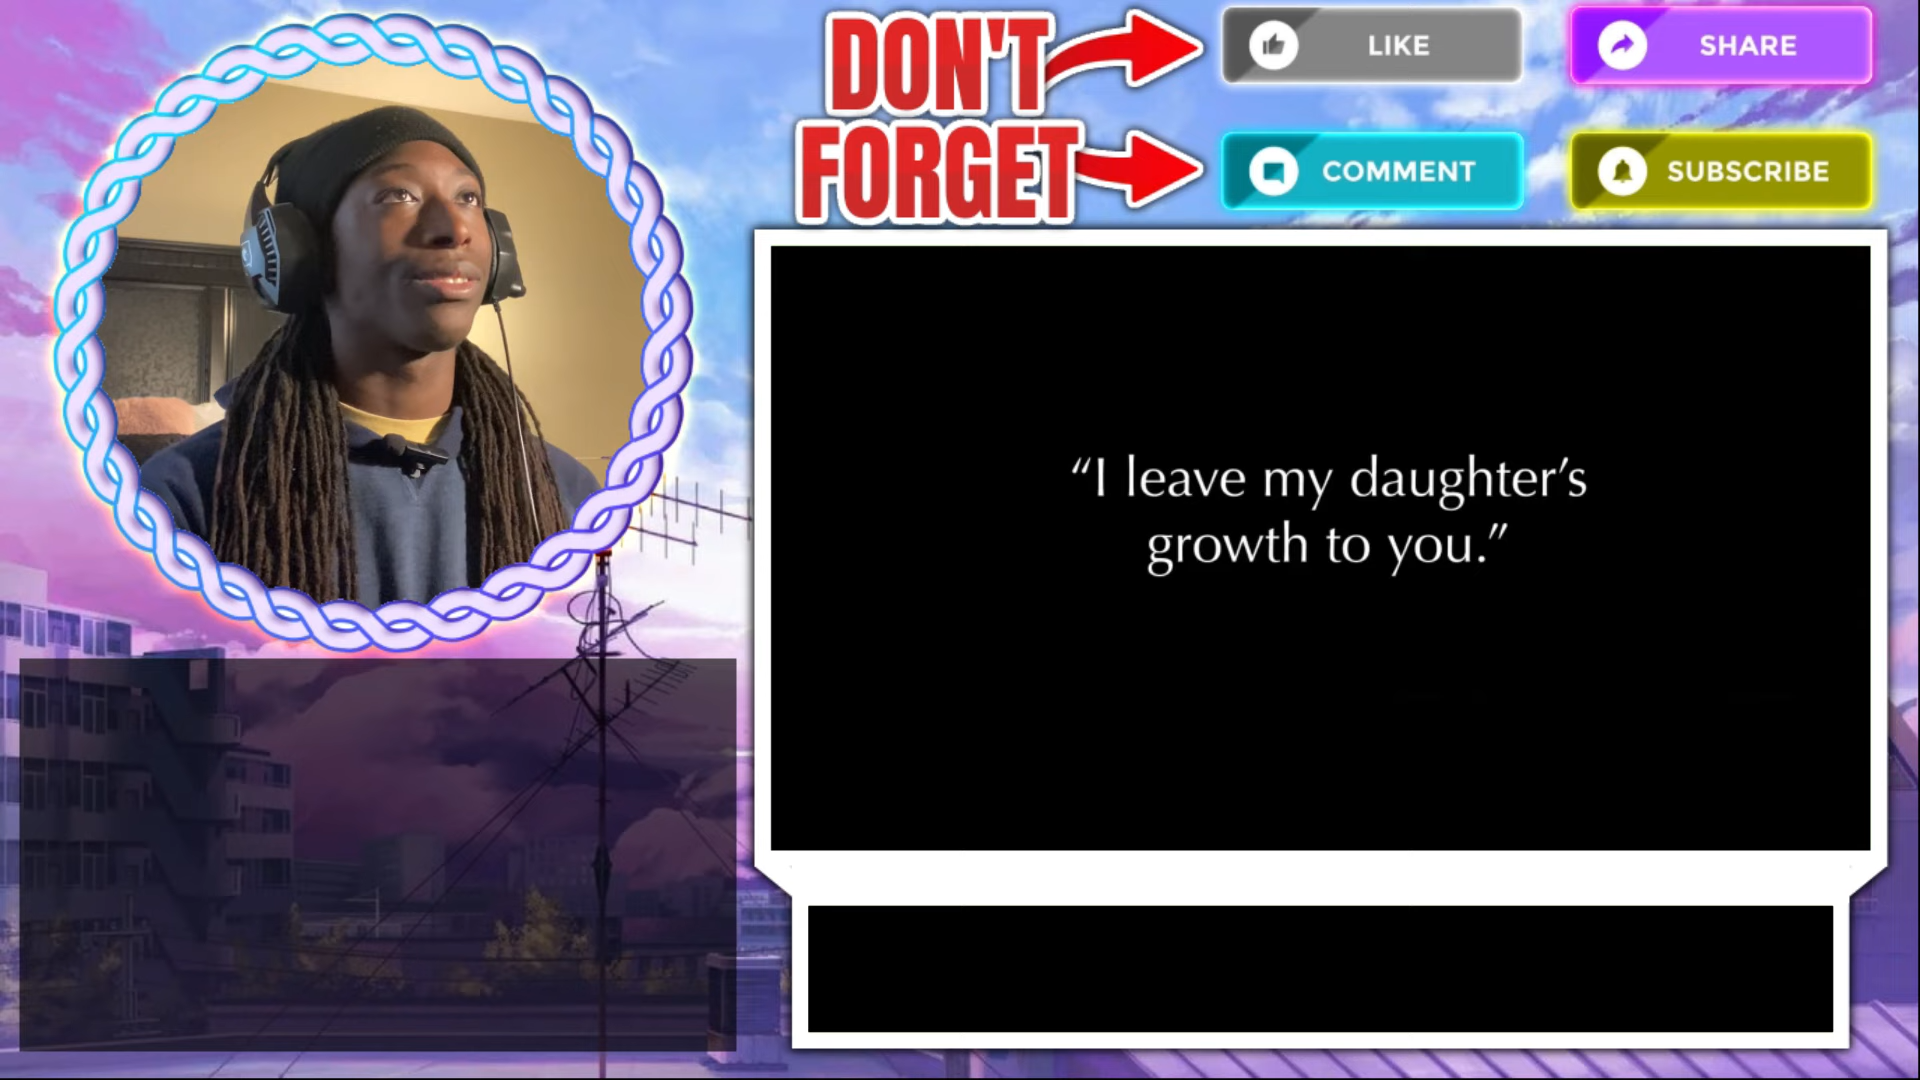 DON'T
FORGET
LIKE
SHARE
COMMENT
SUBSCRIBE
“I leave my daughter’s
growth to you.”